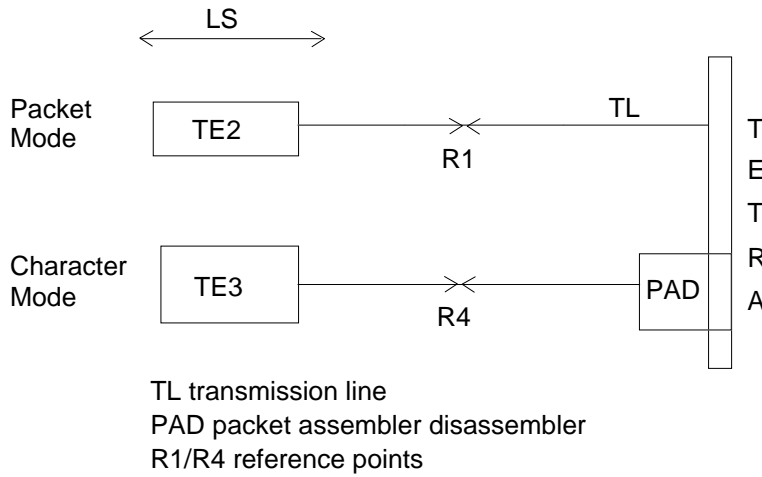 LS
Packet
Mode
TE2
TL
R1
Character
Mode
TE3
R4
PAD
T
E
T
R
A
TL transmission line
PAD packet assembler disassembler
R1/R4 reference points